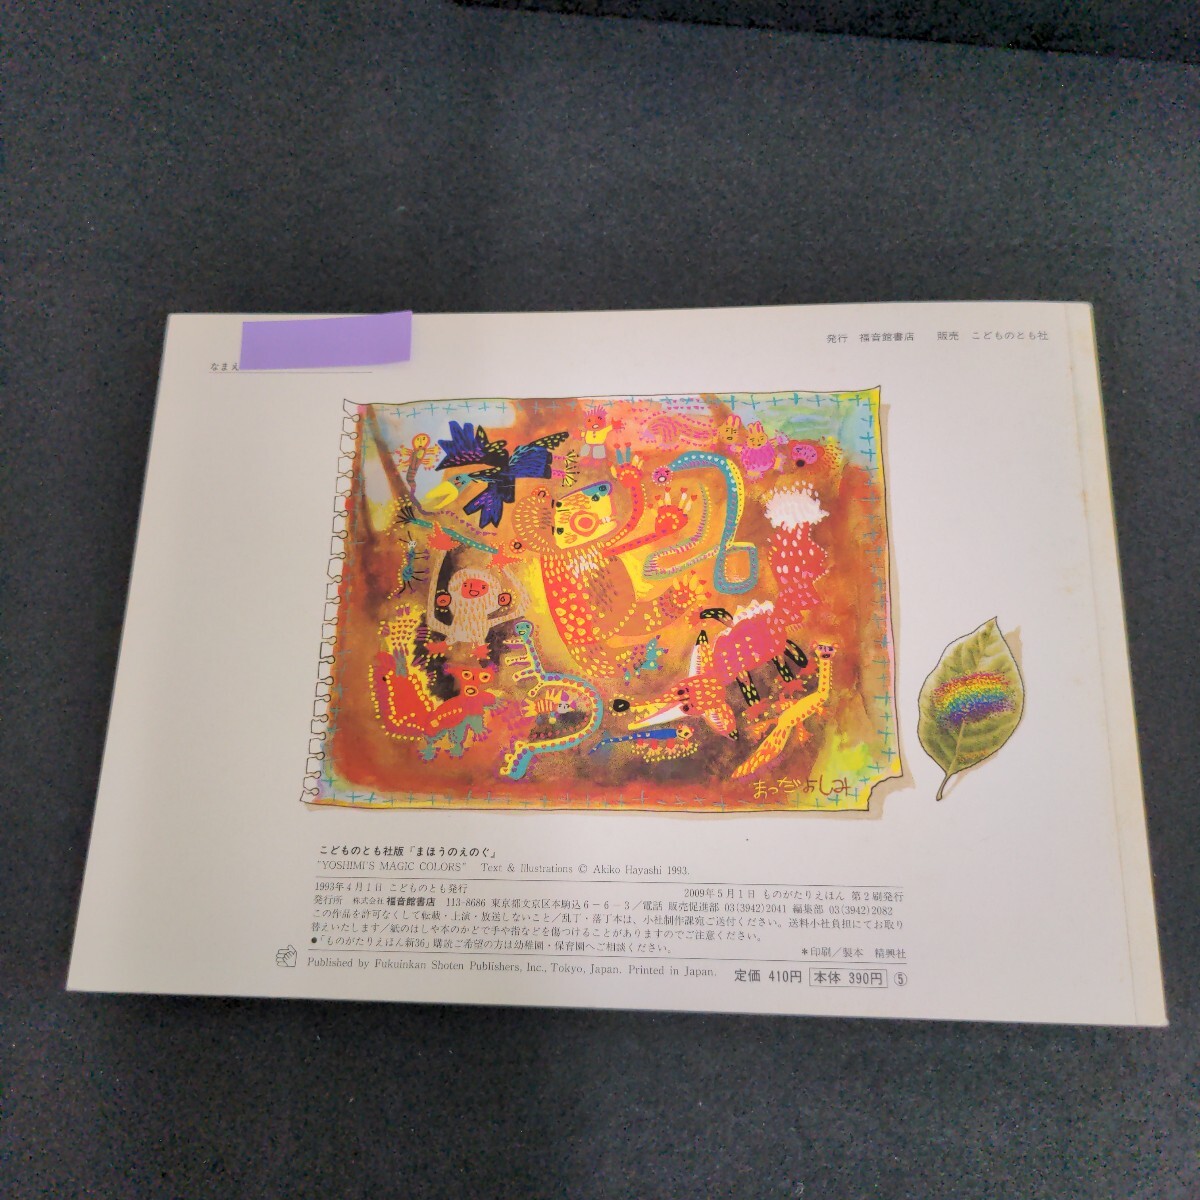 発行 福音館書店 販売 こどものとも社
なまえ
まつだよしみ
こどものとも社版「まほうのえのぐ」
"YOSHIMI'S MAGIC COLORS" Text & Illustrations © Akiko Hayashi 1993.
1993年4月1日 こどものとも発行 2009年5月1日 ものがたりえほん 第2刷発行
発行所 株式会社 福音館書店 113-8686 東京都文京区本駒込6-6-3／電話 販売促進部 03(3942)2041 編集部 03(3942)2082
この作品を許可なくして転載・上演・放送しないこと／乱丁・落丁本は、小社制作課宛ご送付ください。送料小社負担にてお取り
替えいたします／紙のはしや本のかどで手や指などを傷つけることがありますのでご注意ください。
●「ものがたりえほん新36」購読ご希望の方は幼稚園・保育園へご相談ください。 ＊印刷／製本 精興社
Published by Fukuinkan Shoten Publishers, Inc., Tokyo, Japan. Printed in Japan. 定価 410円 本体 390円 ⑤